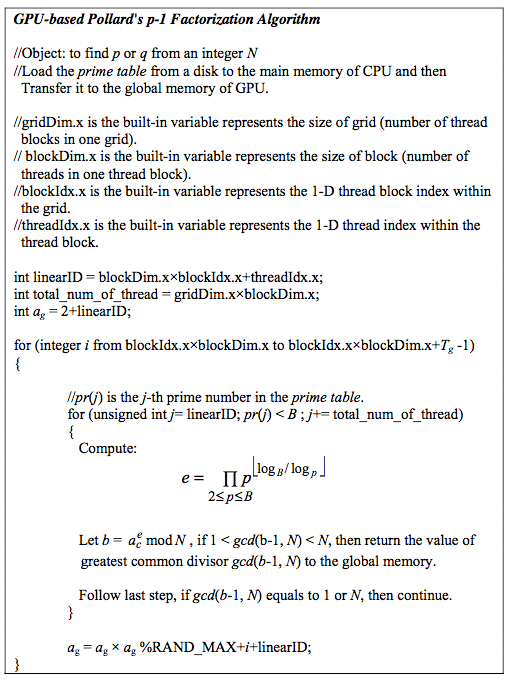 GPU-based Pollard's p-1 Factorization Algorithm
//Object: to find p or q from an integer N
//Load the prime table from a disk to the main memory of CPU and then
Transfer it to the global memory of GPU.
//gridDim.x is the built-in variable represents the size of grid (number of thread
blocks in one grid).
// blockDim.x is the built-in variable represents the size of block (number of
threads in one thread block).
//blockIdx.x is the built-in variable represents the 1-D thread block index within
the grid.
//threadIdx.x is the built-in variable represents the 1-D thread index within the
thread block.
int linearID = blockDim.x×blockIdx.x+threadIdx.x;
int total_num_of_thread = gridDim.x×blockDim.x;
int a_g = 2+linearID;
for (integer i from blockIdx.x×blockDim.x to blockIdx.x×blockDim.x+T_g -1)
{
//pr(j) is the j-th prime number in the prime table.
for (unsigned int j= linearID; pr(j) < B ; j+= total_num_of_thread)
{
Compute:
e = ∏_{2≤p≤B} p^{⌊log_B / log_p⌋}
Let b = a_c^e mod N , if 1 < gcd(b-1, N) < N, then return the value of
greatest common divisor gcd(b-1, N) to the global memory.
Follow last step, if gcd(b-1, N) equals to 1 or N, then continue.
}
a_g = a_g × a_g %RAND_MAX+i+linearID;
}